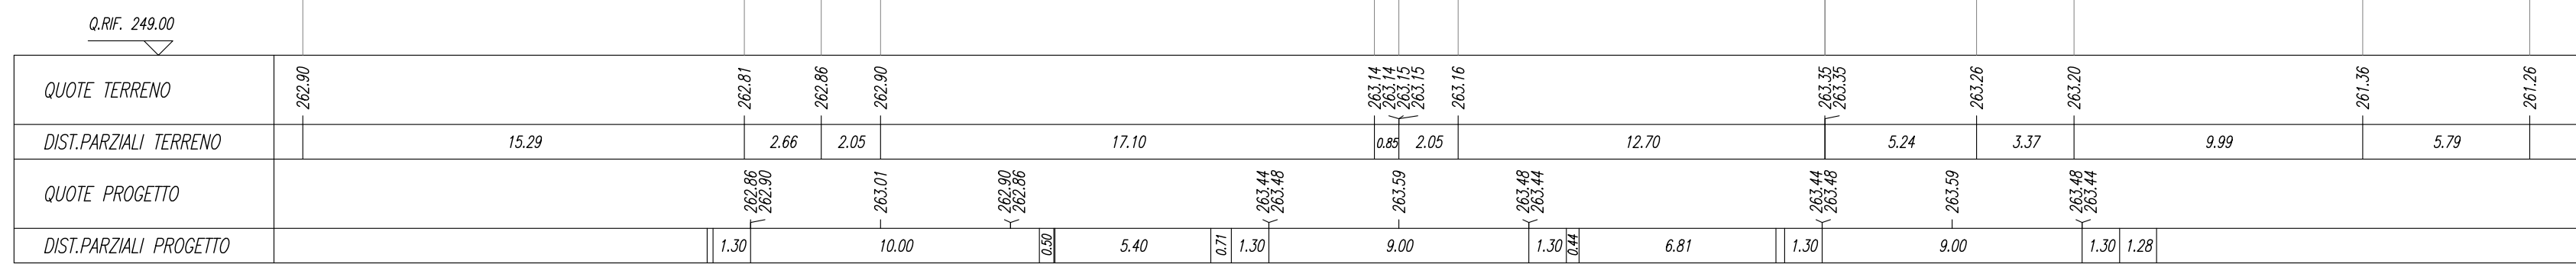 Q.RIF. 249.00
QUOTE TERRENO 262.90 262.81 262.86 262.90 263.14 263.14 263.15 263.15 263.16 263.35 263.35 263.26 263.20 261.36 261.26
DIST.PARZIALI TERRENO 15.29 2.66 2.05 17.10 0.85 2.05 12.70 5.24 3.37 9.99 5.79
QUOTE PROGETTO 262.86 262.90 263.01 262.90 262.86 263.44 263.48 263.59 263.48 263.44 263.44 263.48 263.59 263.48 263.44
DIST.PARZIALI PROGETTO 1.30 10.00 0.50 5.40 0.71 1.30 9.00 1.30 0.44 6.81 1.30 9.00 1.30 1.28